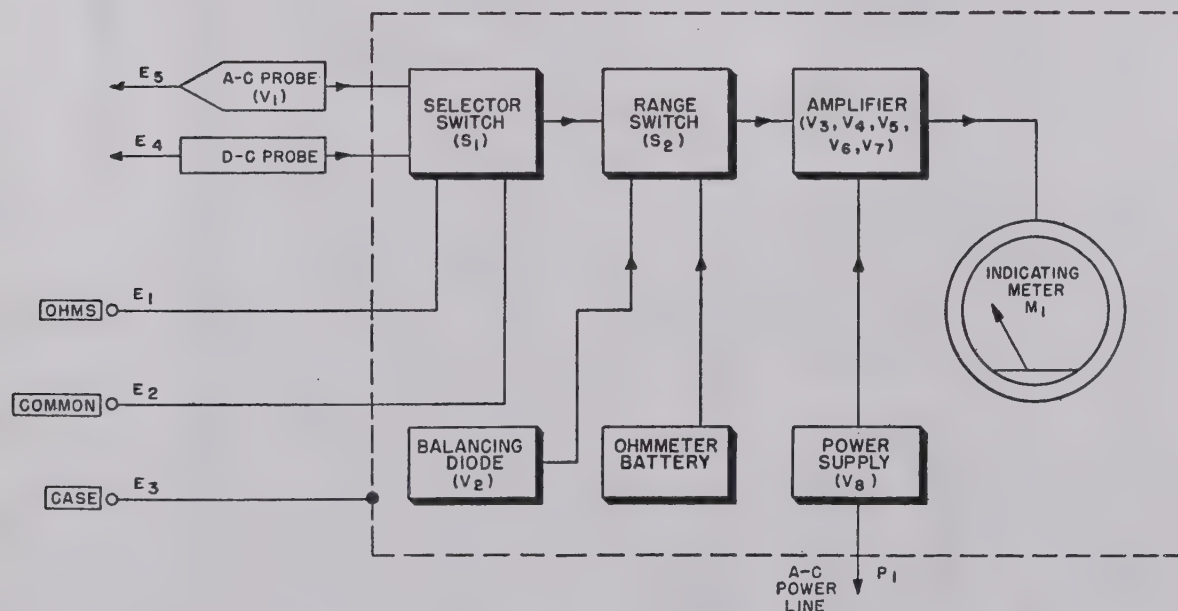 E5
A-C PROBE
(V1)
E4
D-C PROBE
SELECTOR
SWITCH
(S1)
RANGE
SWITCH
(S2)
AMPLIFIER
(V3, V4, V5,
V6, V7)
INDICATING
METER
M1
OHMS
E1
COMMON
E2
CASE
E3
BALANCING
DIODE
(V2)
OHMMETER
BATTERY
POWER
SUPPLY
(V8)
A-C
POWER
LINE
P1